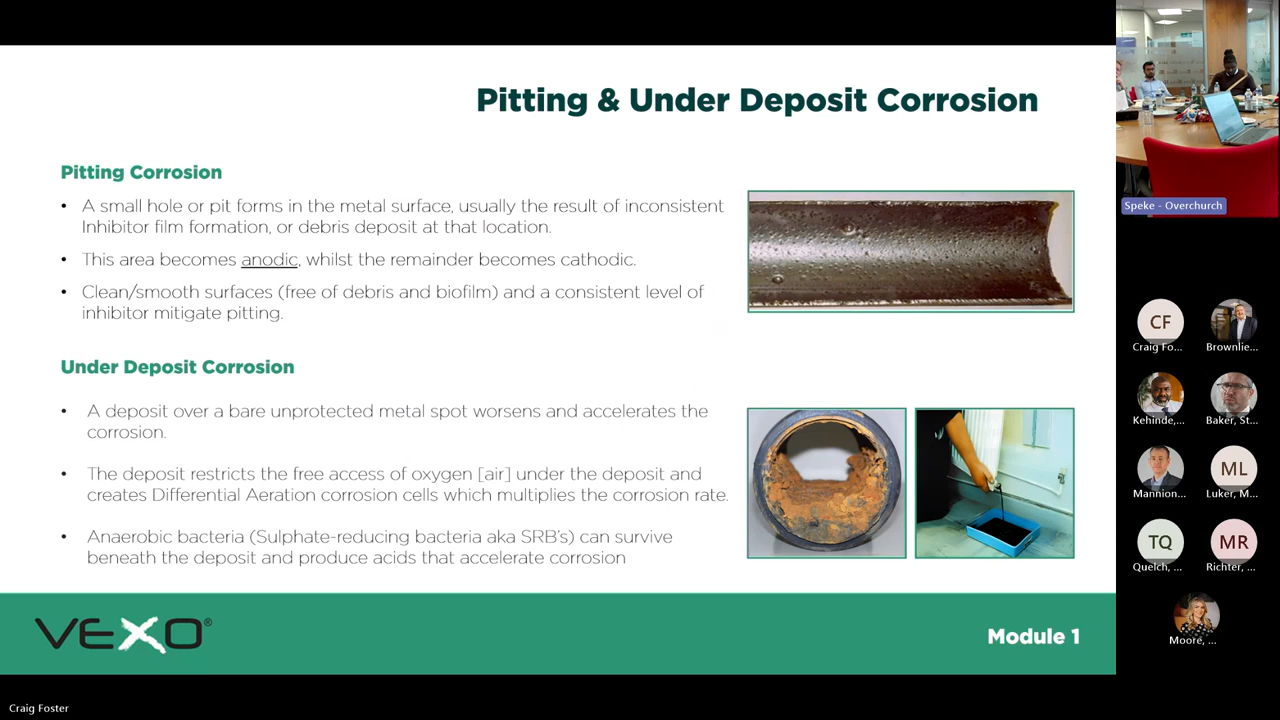 Pitting & Under Deposit Corrosion
Pitting Corrosion
• A small hole or pit forms in the metal surface, usually the result of inconsistent
Inhibitor film formation, or debris deposit at that location.
• This area becomes anodic, whilst the remainder becomes cathodic.
• Clean/smooth surfaces (free of debris and biofilm) and a consistent level of
inhibitor mitigate pitting.
Under Deposit Corrosion
• A deposit over a bare unprotected metal spot worsens and accelerates the
corrosion.
• The deposit restricts the free access of oxygen [air] under the deposit and
creates Differential Aeration corrosion cells which multiplies the corrosion rate.
• Anaerobic bacteria (Sulphate-reducing bacteria aka SRB's) can survive
beneath the deposit and produce acids that accelerate corrosion
VEXO®
Module 1
Craig Foster
Speke - Overchurch
CF
Craig Fo...
Brownlie...
Kehinde,...
Baker, St...
Mannion...
ML
Luker, M...
TQ
Quelch, ...
MR
Richter, ...
Moore, ...